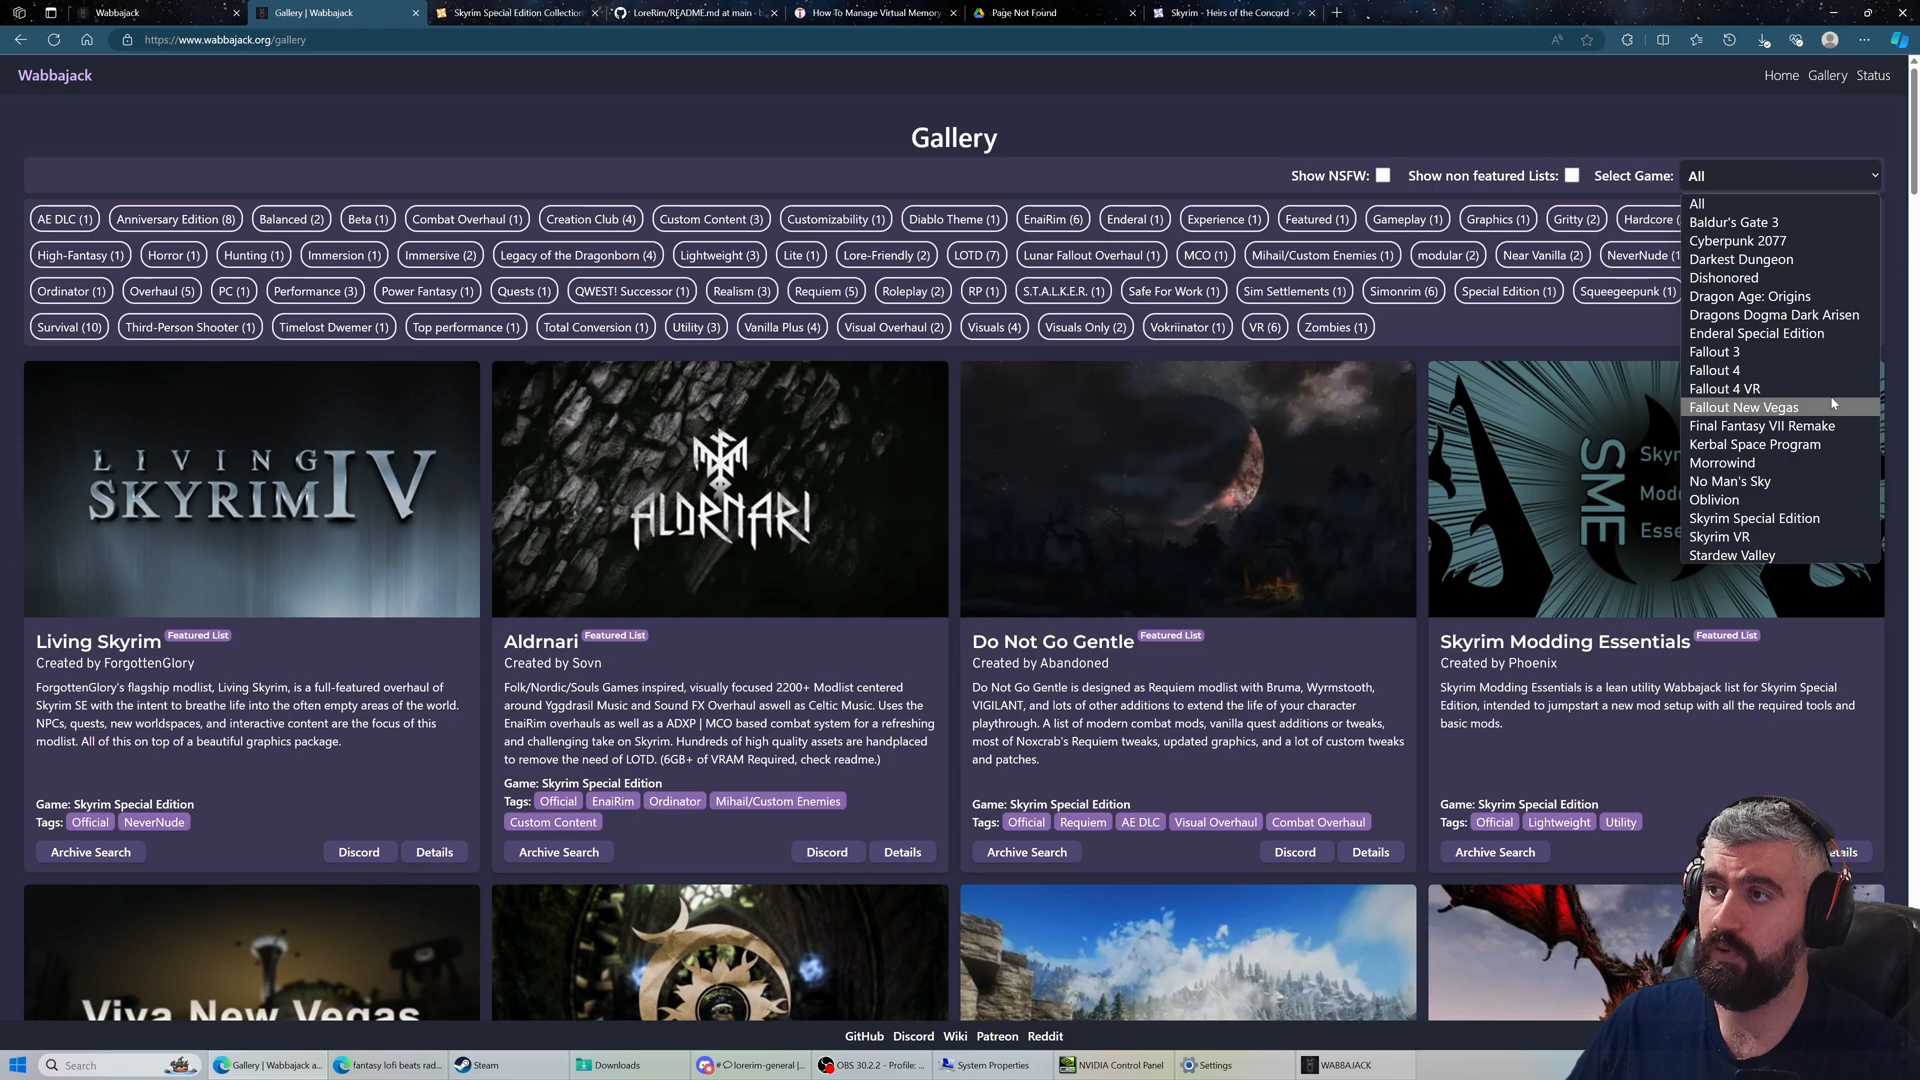 Wabbajack
Gallery | Wabbajack
Skyrim Special Edition Collection
LoreRim/README.md at main · b
How To Manage Virtual Memory
Page Not Found
Skyrim - Heirs of the Concord - A
https://www.wabbajack.org/gallery
Wabbajack
Home Gallery Status
Gallery
Show NSFW: Show non featured Lists: Select Game: All
AE DLC (1) Anniversary Edition (8) Balanced (2) Beta (1) Combat Overhaul (1) Creation Club (4) Custom Content (3) Customizability (1) Diablo Theme (1) EnaiRim (6) Enderal (1) Experience (1) Featured (1) Gameplay (1) Graphics (1) Gritty (2) Hardcore (
High-Fantasy (1) Horror (1) Hunting (1) Immersion (1) Immersive (2) Legacy of the Dragonborn (4) Lightweight (3) Lite (1) Lore-Friendly (2) LOTD (7) Lunar Fallout Overhaul (1) MCO (1) Mihail/Custom Enemies (1) modular (2) Near Vanilla (2) NeverNude (1
Ordinator (1) Overhaul (5) PC (1) Performance (3) Power Fantasy (1) Quests (1) QWEST! Successor (1) Realism (3) Requiem (5) Roleplay (2) RP (1) S.T.A.L.K.E.R. (1) Safe For Work (1) Sim Settlements (1) Simonrim (6) Special Edition (1) Squeegeepunk (1)
Survival (10) Third-Person Shooter (1) Timelost Dwemer (1) Top performance (1) Total Conversion (1) Utility (3) Vanilla Plus (4) Visual Overhaul (2) Visuals (4) Visuals Only (2) Vokriinator (1) VR (6) Zombies (1)
All
Baldur's Gate 3
Cyberpunk 2077
Darkest Dungeon
Dishonored
Dragon Age: Origins
Dragons Dogma Dark Arisen
Enderal Special Edition
Fallout 3
Fallout 4
Fallout 4 VR
Fallout New Vegas
Final Fantasy VII Remake
Kerbal Space Program
Morrowind
No Man's Sky
Oblivion
Skyrim Special Edition
Skyrim VR
Stardew Valley
LIVING
SKYRIM IV
ALDRNARI
SME
Skyr
Mod
Esse
Living Skyrim Featured List
Created by ForgottenGlory
ForgottenGlory's flagship modlist, Living Skyrim, is a full-featured overhaul of
Skyrim SE with the intent to breathe life into the often empty areas of the world.
NPCs, quests, new worldspaces, and interactive content are the focus of this
modlist. All of this on top of a beautiful graphics package.
Game: Skyrim Special Edition
Tags: Official NeverNude
Archive Search Discord Details
Aldrnari Featured List
Created by Sovn
Folk/Nordic/Souls Games inspired, visually focused 2200+ Modlist centered
around Yggdrasil Music and Sound FX Overhaul aswell as Celtic Music. Uses the
EnaiRim overhauls as well as a ADXP | MCO based combat system for a refreshing
and challenging take on Skyrim. Hundreds of high quality assets are handplaced
to remove the need of LOTD. (6GB+ of VRAM Required, check readme.)
Game: Skyrim Special Edition
Tags: Official EnaiRim Ordinator Mihail/Custom Enemies
Custom Content
Archive Search Discord Details
Do Not Go Gentle Featured List
Created by Abandoned
Do Not Go Gentle is designed as Requiem modlist with Bruma, Wyrmstooth,
VIGILANT, and lots of other additions to extend the life of your character
playthrough. A list of modern combat mods, vanilla quest additions or tweaks,
most of Noxcrab's Requiem tweaks, updated graphics, and a lot of custom tweaks
and patches.
Game: Skyrim Special Edition
Tags: Official Requiem AE DLC Visual Overhaul Combat Overhaul
Archive Search Discord Details
Skyrim Modding Essentials Featured List
Created by Phoenix
Skyrim Modding Essentials is a lean utility Wabbajack list for Skyrim Special
Edition, intended to jumpstart a new mod setup with all the required tools and
basic mods.
Game: Skyrim Special Edition
Tags: Official Lightweight Utility
Archive Search etails
Viva New Vegas
GitHub Discord Wiki Patreon Reddit
Search
Gallery | Wabbajack a...
fantasy lofi beats rad...
Steam
Downloads
lorerim-general |...
OBS 30.2.2 - Profile: ...
System Properties
NVIDIA Control Panel
Settings
WABBAJACK